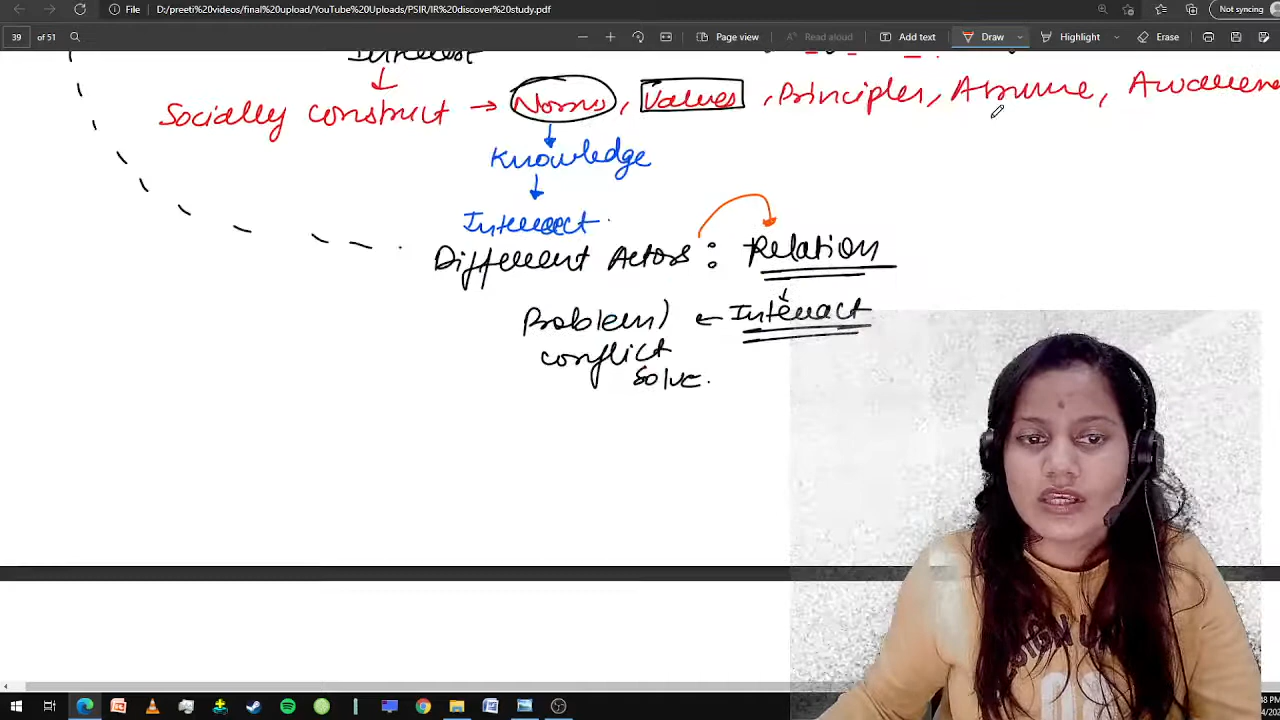 File | D:/preeti%20videos/final%20upload/YouTube%20Uploads/PSIR/IR%20discover%20study.pdf
Not syncing
39 of 51
Page view
Read aloud
Add text
Draw
Highlight
Erase
Interest
Socially construct → Norms, Values, Principles, Assume, Awareness
Knowledge
Interact
Different Actors : Relation
Problem) ← Interact
conflict
Solve.